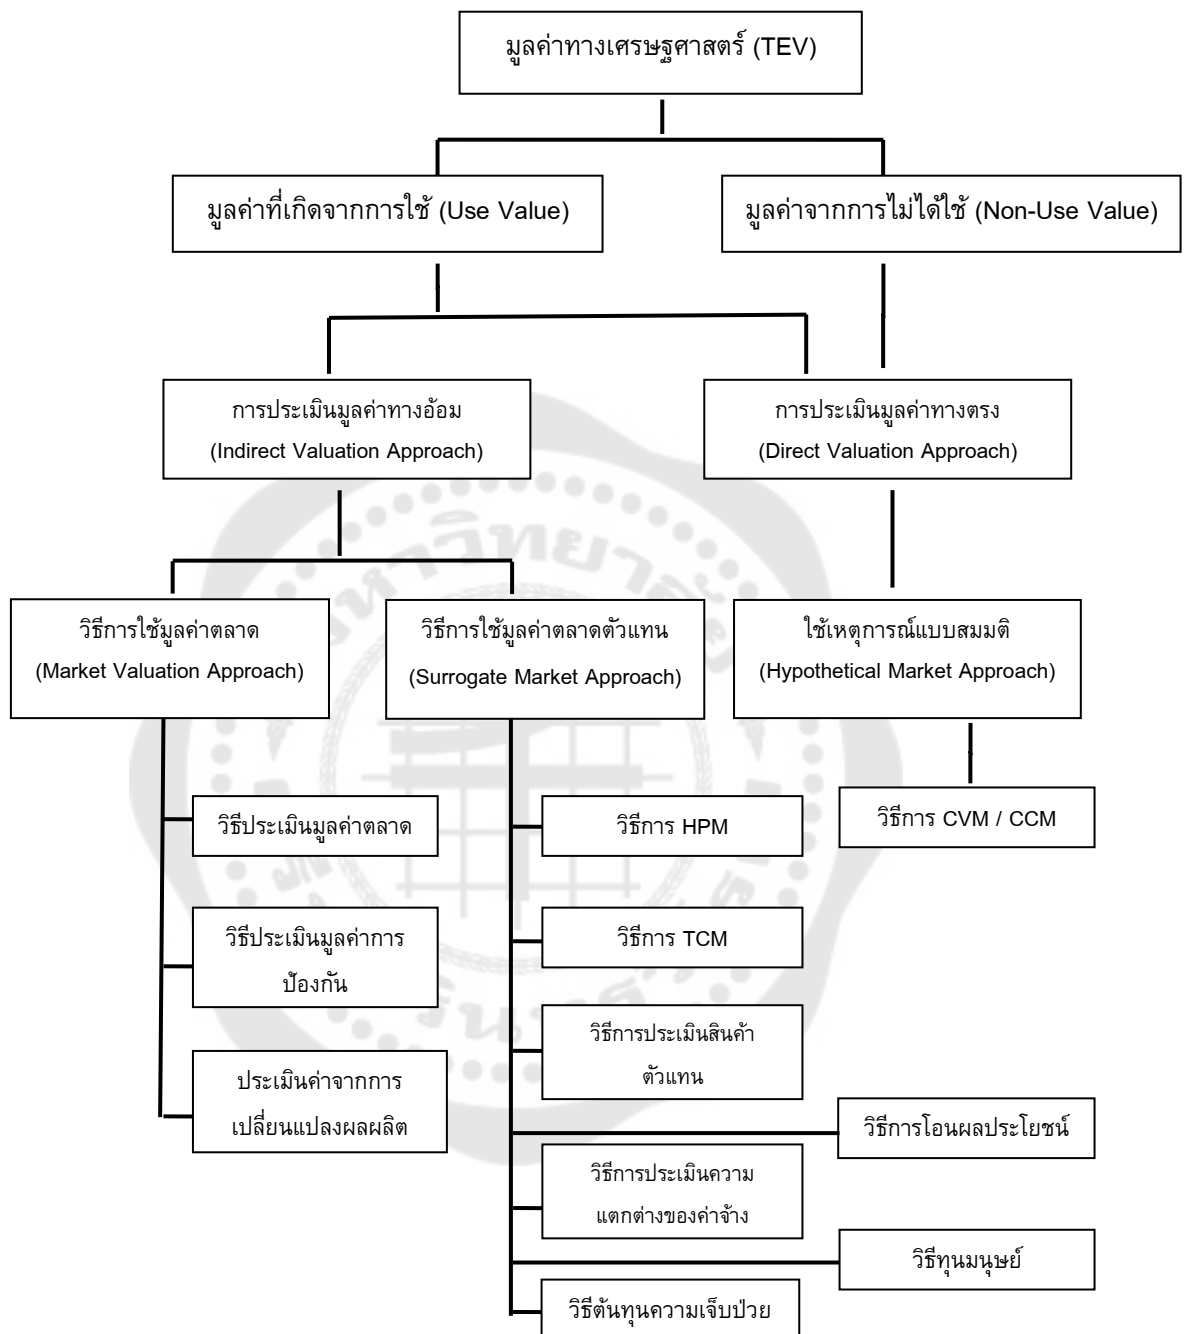 มูลค่าทางเศรษฐศาสตร์ (TEV)
มูลค่าที่เกิดจากการใช้ (Use Value)
มูลค่าจากการไม่ได้ใช้ (Non-Use Value)
การประเมินมูลค่าทางอ้อม
(Indirect Valuation Approach)
การประเมินมูลค่าทางตรง
(Direct Valuation Approach)
วิธีการใช้มูลค่าตลาด
(Market Valuation Approach)
วิธีการใช้มูลค่าตลาดตัวแทน
(Surrogate Market Approach)
ใช้เหตุการณ์แบบสมมติ
(Hypothetical Market Approach)
วิธีประเมินมูลค่าตลาด
วิธีการ HPM
วิธีการ CVM / CCM
วิธีประเมินมูลค่าการ
ป้องกัน
วิธีการ TCM
วิธีการประเมินสินค้า
ตัวแทน
ประเมินค่าจากการ
เปลี่ยนแปลงผลผลิต
วิธีการโอนผลประโยชน์
วิธีการประเมินความ
แตกต่างของค่าจ้าง
วิธีทุนมนุษย์
วิธีต้นทุนความเจ็บป่วย